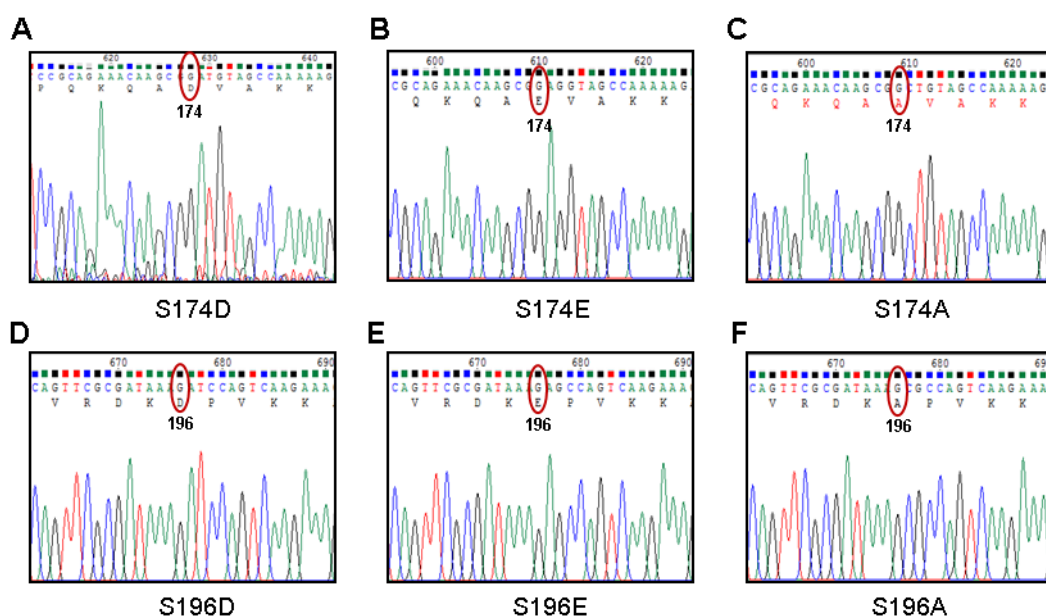 A
620 630 640
CCGCAGAAACAAGCGGATGTAGCCAAAAAG
P Q K Q A D V A K K
174
S174D
B
600 610 620
CGCAGAAACAAGCGGAGGTAGCCAAAAAG
Q K Q A E V A K K
174
S174E
C
600 610 620
CGCAGAAACAAGCGGCTGTAGCCAAAAAG
Q K Q A A V A K K
174
S174A
D
670 680 690
CAGTTCGCGATAAAGATCCAGTCAAGAAA
V R D K D P V K K
196
S196D
E
670 680 690
CAGTTCGCGATAAAGAGCCAGTCAAGAAA
V R D K E P V K K
196
S196E
F
670 680
CAGTTCGCGATAAAGCGCCAGTCAAGAAA
V R D K A P V K K
196
S196A